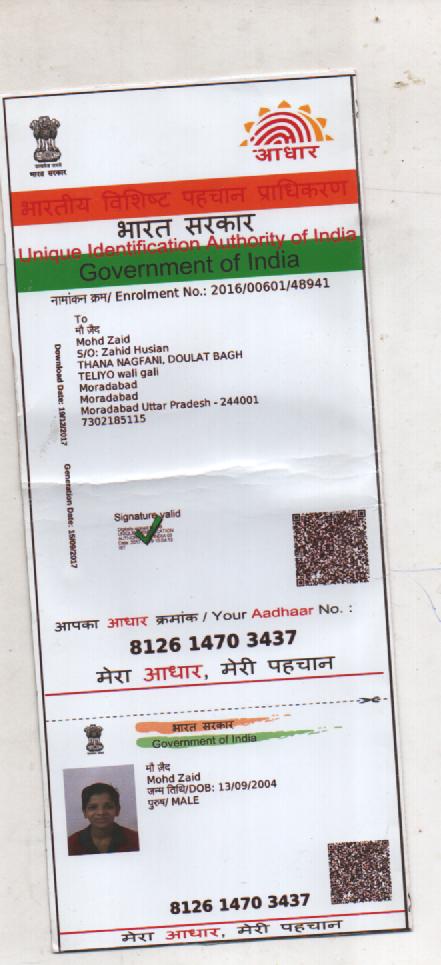 भारत सरकार
आधार
भारतीय विशिष्ट पहचान प्राधिकरण
भारत सरकार
Unique Identification Authority of India
Government of India
नामांकन क्रम/ Enrolment No.: 2016/00601/48941
To
मौ ज़ैद
Mohd Zaid
S/O: Zahid Husian
THANA NAGFANI, DOULAT BAGH
TELIYO wali gali
Moradabad
Moradabad
Moradabad Uttar Pradesh - 244001
7302185115
Download Date: 19/12/2017
Generation Date: 15/09/2017
Signature valid
आपका आधार क्रमांक / Your Aadhaar No. :
8126 1470 3437
मेरा आधार, मेरी पहचान
भारत सरकार
Government of India
मौ ज़ैद
Mohd Zaid
जन्म तिथि/DOB: 13/09/2004
पुरुष/ MALE
8126 1470 3437
मेरा आधार, मेरी पहचान